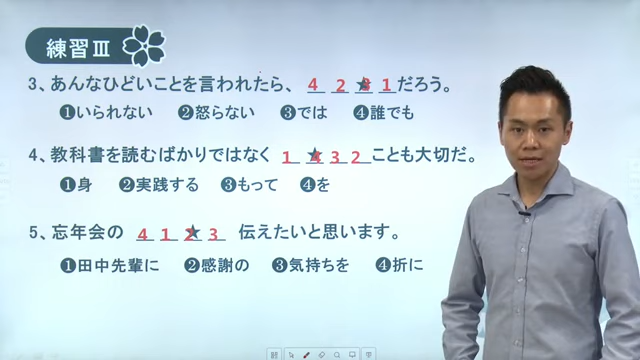 練習Ⅲ
3、あんなひどいことを言われたら、 4 2 ★3 1 だろう。
❶いられない ❷怒らない ❸では ❹誰でも
4、教科書を読むばかりではなく 1 ★4 3 2 ことも大切だ。
❶身 ❷実践する ❸もって ❹を
5、忘年会の 4 1 ★2 3 伝えたいと思います。
❶田中先輩に ❷感謝の ❸気持ちを ❹折に